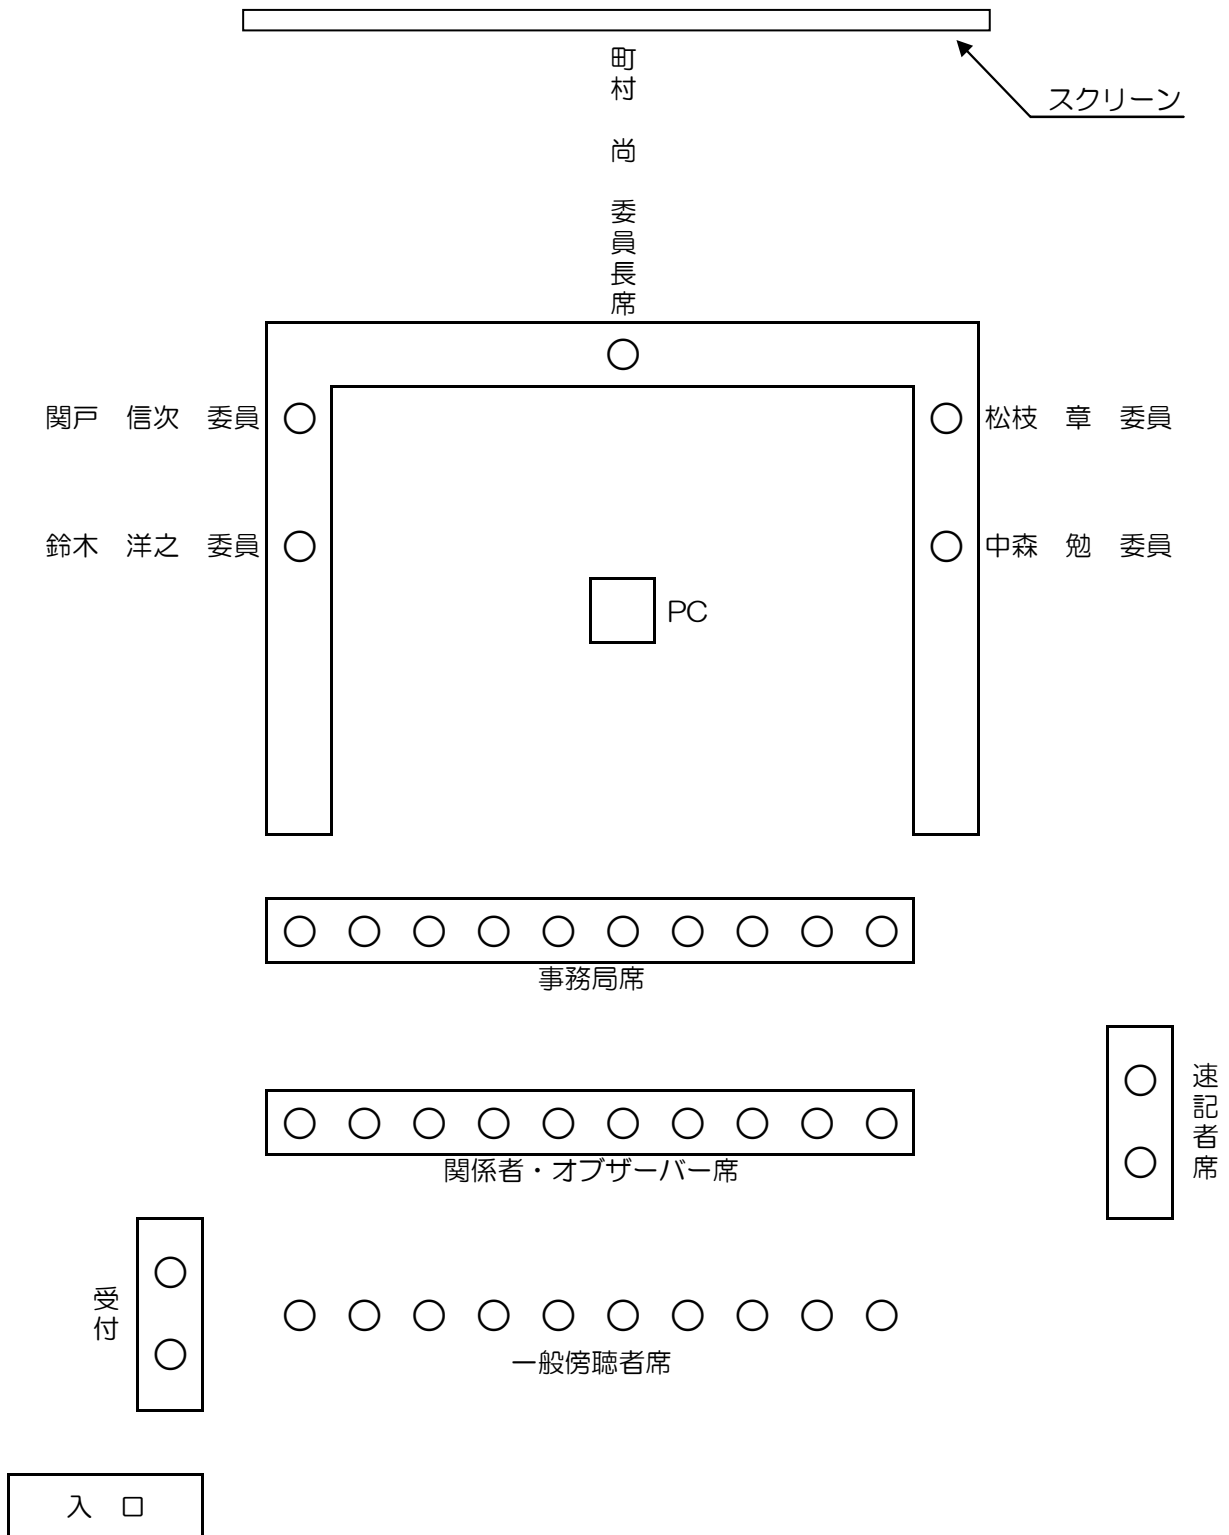 スクリーン
町村　尚　委員長席
関戸　信次　委員
松枝　章　委員
鈴木　洋之　委員
中森　勉　委員
PC
事務局席
速記者席
関係者・オブザーバー席
受付
一般傍聴者席
入　口